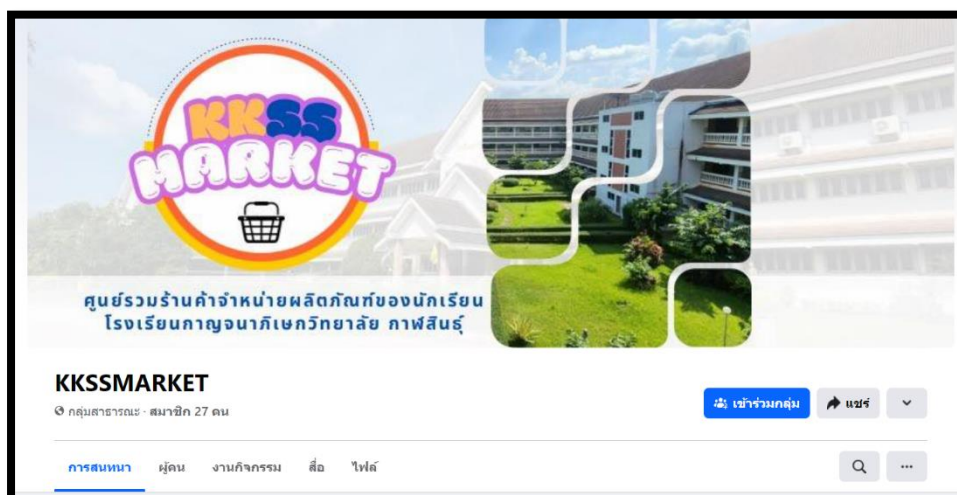 KKSS
MARKET
ศูนย์รวมร้านค้าจำหน่ายผลิตภัณฑ์ของนักเรียน
โรงเรียนกาญจนาภิเษกวิทยาลัย กาฬสินธุ์
KKSSMARKET
กลุ่มสาธารณะ · สมาชิก 27 คน
เข้าร่วมกลุ่ม แชร์
การสนทนา ผู้คน งานกิจกรรม สื่อ ไฟล์